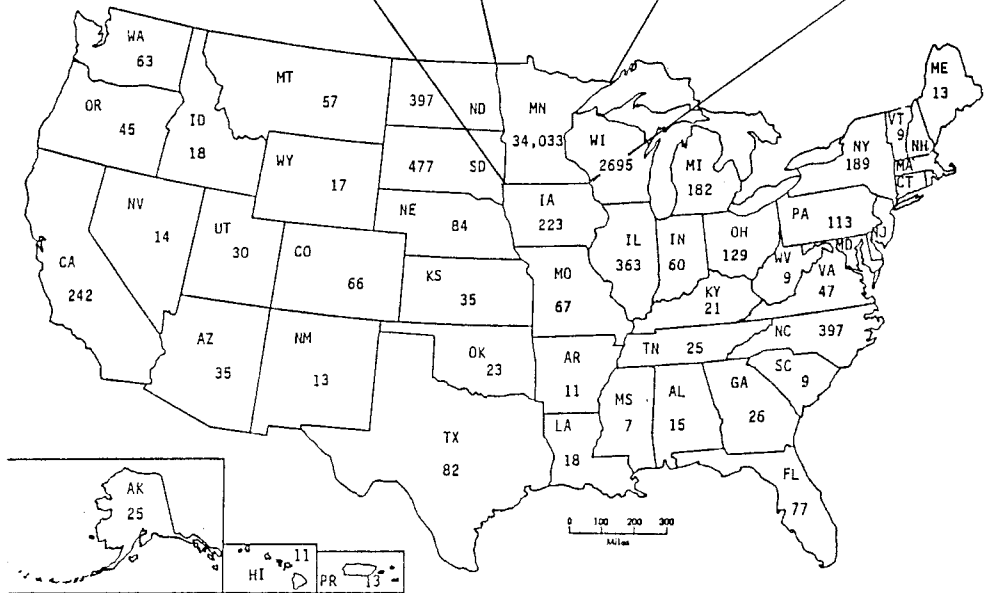 WA
63
MT
57
397
ND
MN
34,033
ME
13
OR
45
ID
18
WI
2695
VT
9
NH
NY
189
MA
CT
WY
17
477
SD
MI
182
IA
223
NE
84
PA
113
NJ
MD
NV
14
UT
30
CO
66
IL
363
IN
60
OH
129
WV
9
VA
47
CA
242
KS
35
MO
67
KY
21
AZ
35
NM
13
OK
23
AR
11
TN
25
NC
397
SC
9
MS
7
AL
15
GA
26
TX
82
LA
18
FL
77
AK
25
HI
11
PR
13
0 100 200 300
Miles